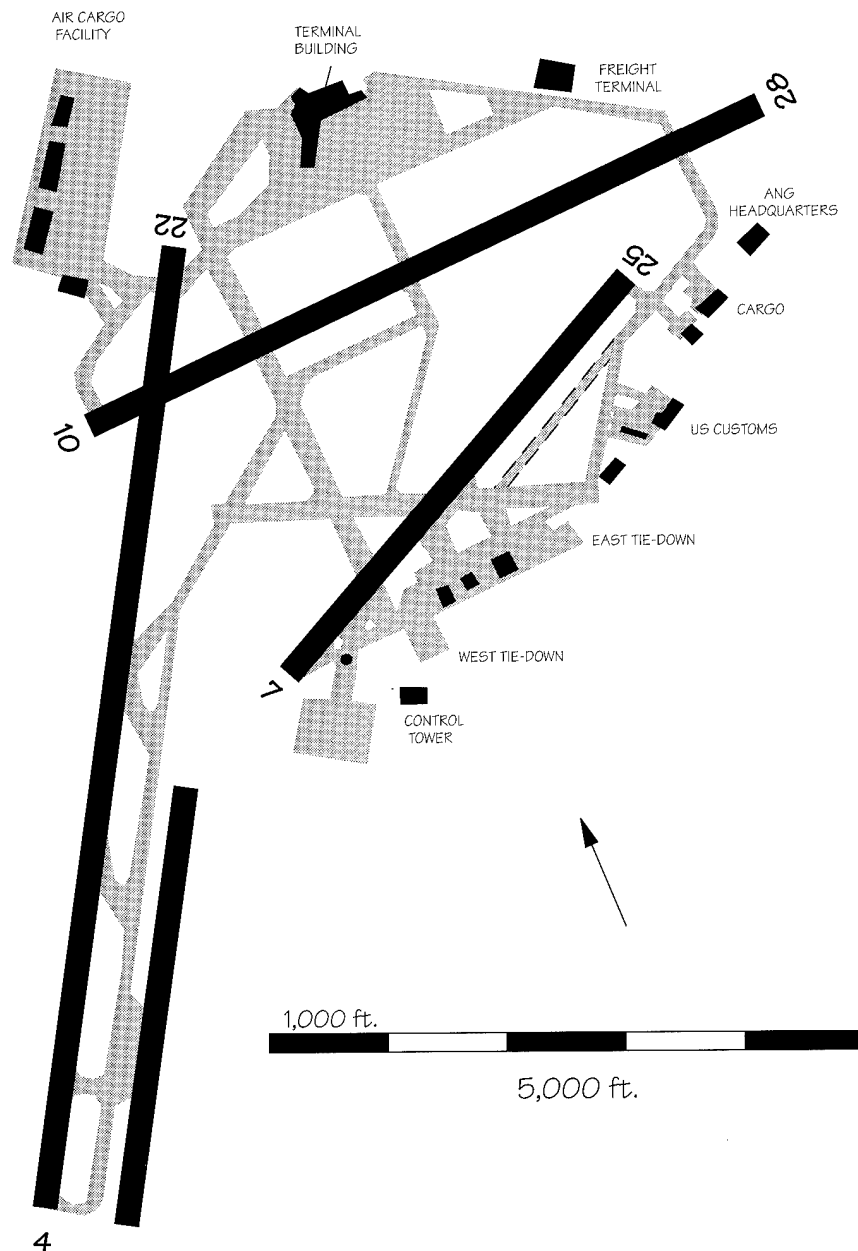 AIR CARGO
FACILITY
TERMINAL
BUILDING
FREIGHT
TERMINAL
28
ANG
HEADQUARTERS
22
25
CARGO
10
US CUSTOMS
EAST TIE-DOWN
WEST TIE-DOWN
7
CONTROL
TOWER
1,000 ft.
5,000 ft.
4